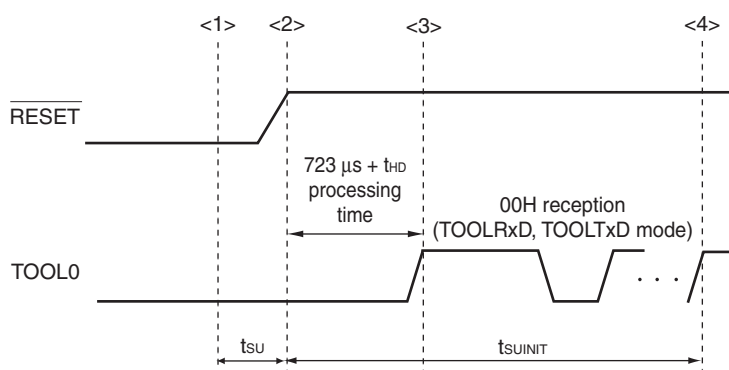 <1> <2> <3> <4>
RESET
723 μs + tHD
processing
time
00H reception
(TOOLRxD, TOOLTxD mode)
TOOL0
. . .
tSU
tSUINIT